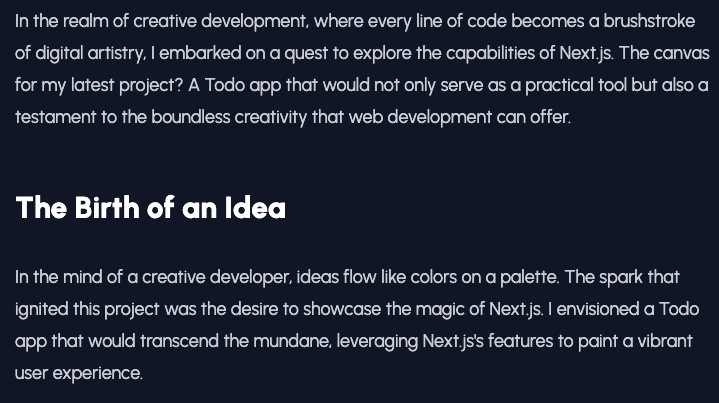 In the realm of creative development, where every line of code becomes a brushstroke
of digital artistry, I embarked on a quest to explore the capabilities of Next.js. The canvas
for my latest project? A Todo app that would not only serve as a practical tool but also a
testament to the boundless creativity that web development can offer.
The Birth of an Idea
In the mind of a creative developer, ideas flow like colors on a palette. The spark that
ignited this project was the desire to showcase the magic of Next.js. I envisioned a Todo
app that would transcend the mundane, leveraging Next.js's features to paint a vibrant
user experience.